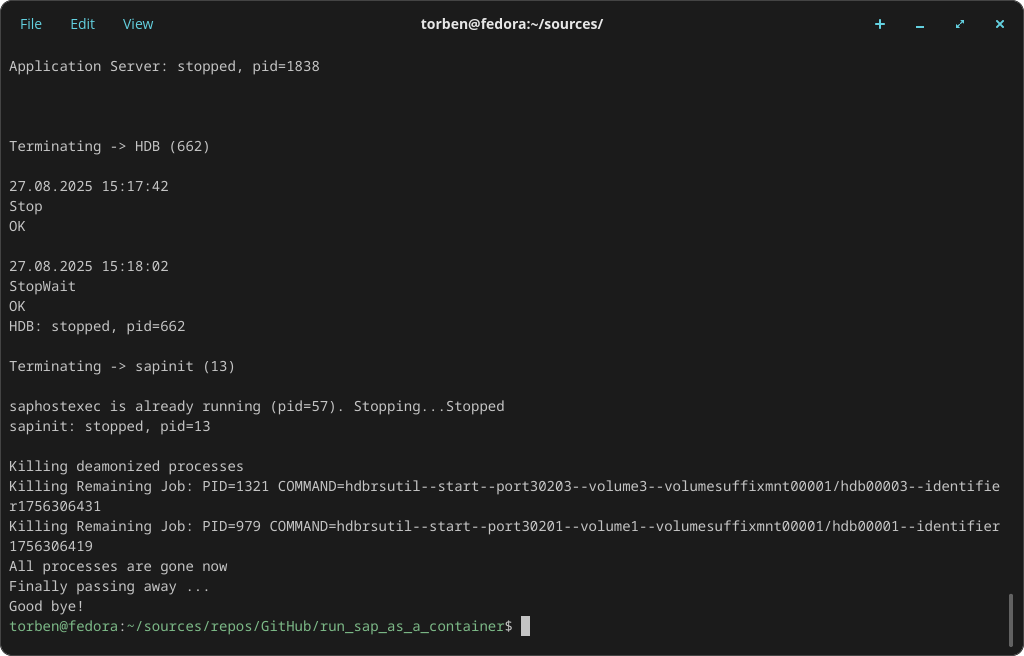 File Edit View torben@fedora:~/sources/
Application Server: stopped, pid=1838
Terminating -> HDB (662)
27.08.2025 15:17:42
Stop
OK
27.08.2025 15:18:02
StopWait
OK
HDB: stopped, pid=662
Terminating -> sapinit (13)
saphostexec is already running (pid=57). Stopping...Stopped
sapinit: stopped, pid=13
Killing deamonized processes
Killing Remaining Job: PID=1321 COMMAND=hdbrsutil--start--port30203--volume3--volumesuffixmnt00001/hdb00003--identifie
r1756306431
Killing Remaining Job: PID=979 COMMAND=hdbrsutil--start--port30201--volume1--volumesuffixmnt00001/hdb00001--identifier
1756306419
All processes are gone now
Finally passing away ...
Good bye!
torben@fedora:~/sources/repos/GitHub/run_sap_as_a_container$